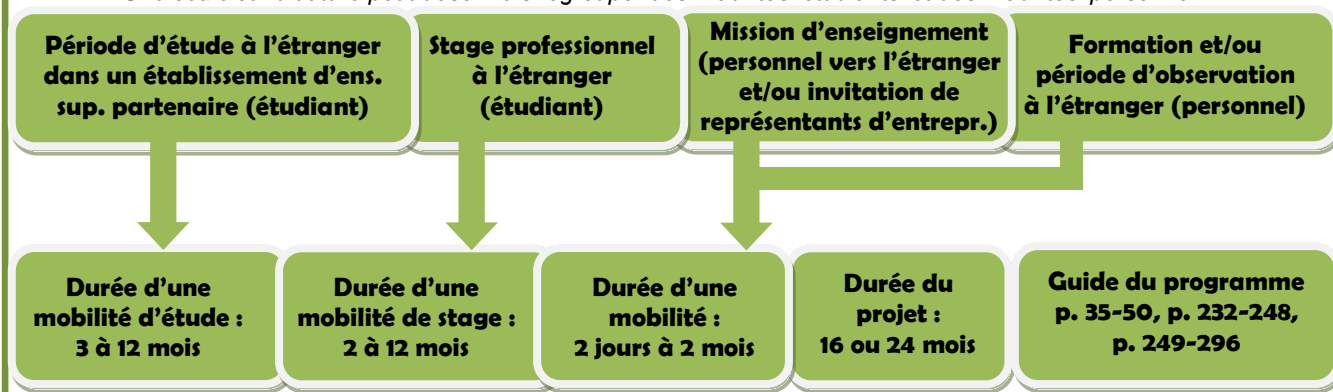 Période d'étude à l'étranger
dans un établissement d'ens.
sup. partenaire (étudiant)
Stage professionnel
à l'étranger
(étudiant)
Mission d'enseignement
(personnel vers l'étranger
et/ou invitation de
représentants d'entrepr.)
Formation et/ou
période d'observation
à l'étranger (personnel)
Durée d'une
mobilité d'étude :
3 à 12 mois
Durée d'une
mobilité de stage :
2 à 12 mois
Durée d'une
mobilité :
2 jours à 2 mois
Durée du
projet :
16 ou 24 mois
Guide du programme
p. 35-50, p. 232-248,
p. 249-296